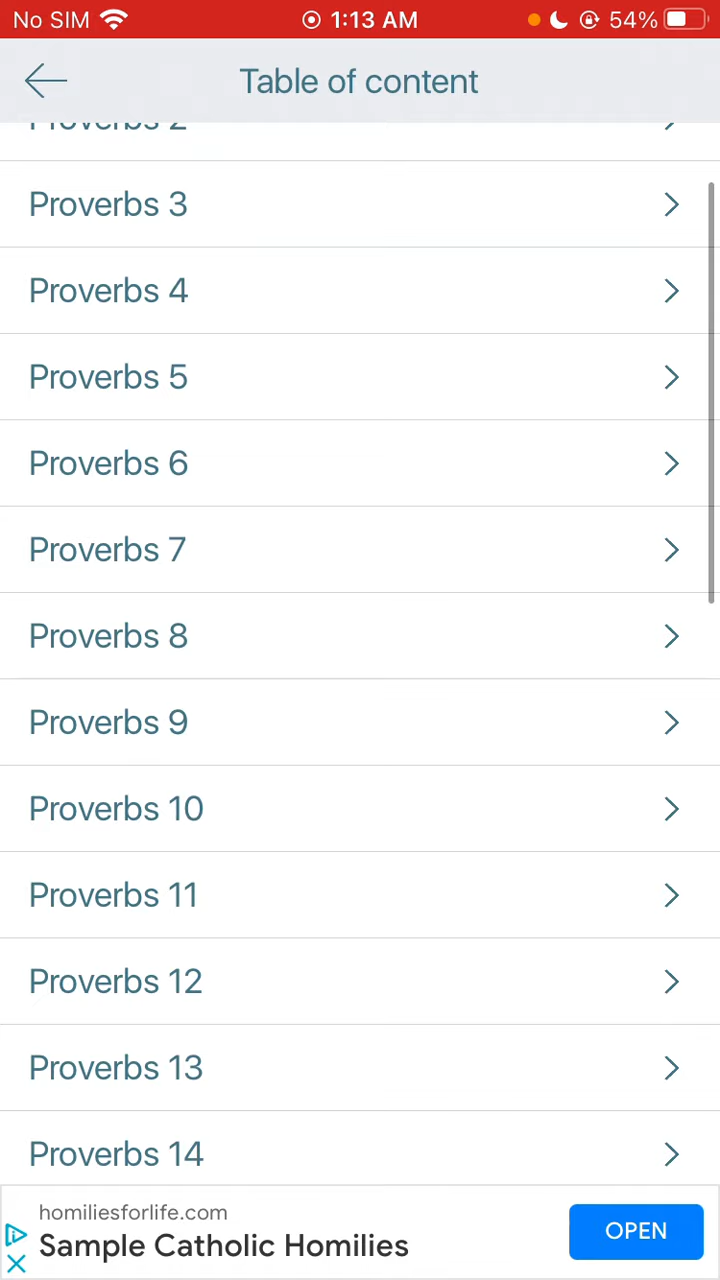 No SIM 1:13 AM 54%
Table of content
Proverbs 2
Proverbs 3
Proverbs 4
Proverbs 5
Proverbs 6
Proverbs 7
Proverbs 8
Proverbs 9
Proverbs 10
Proverbs 11
Proverbs 12
Proverbs 13
Proverbs 14
homiliesforlife.com
Sample Catholic Homilies
OPEN